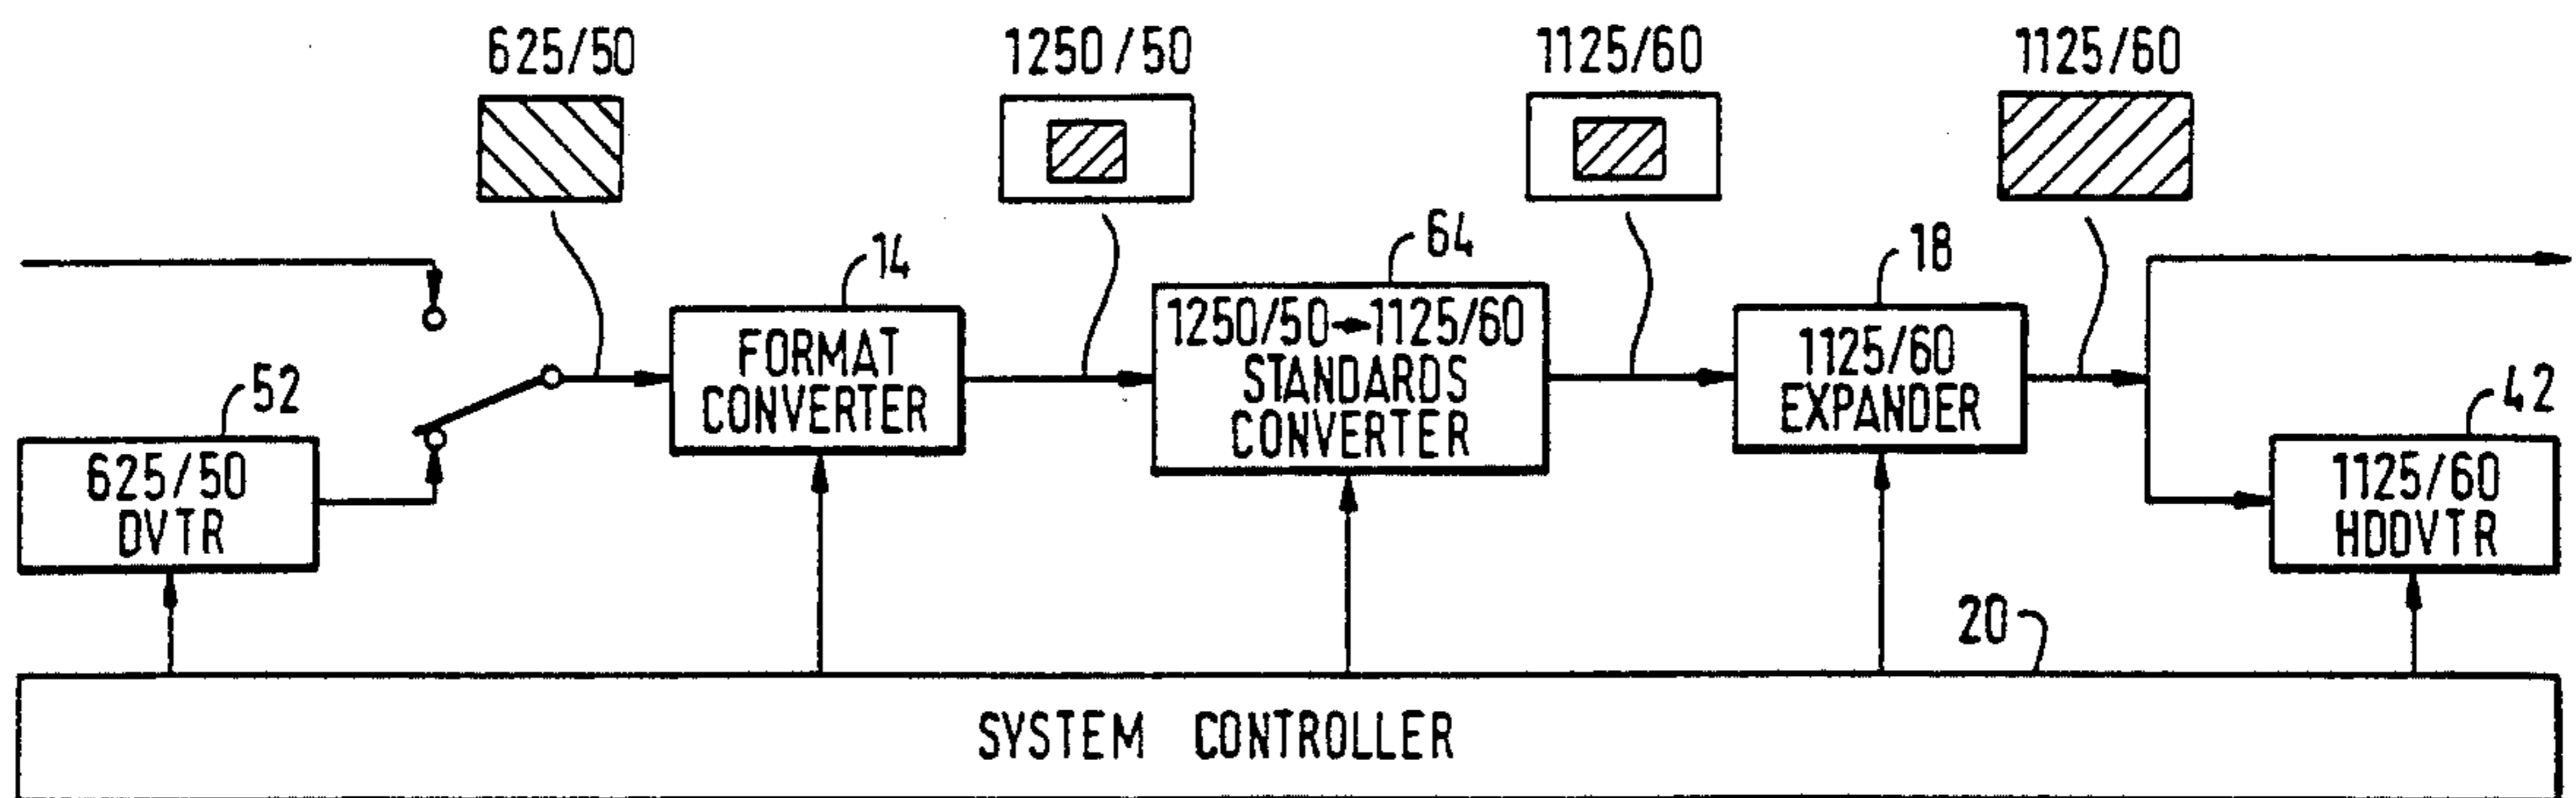 625/50
1250/50
1125/60
1125/60
14
64
18
52
42
FORMAT
CONVERTER
1250/50→1125/60
STANDARDS
CONVERTER
1125/60
EXPANDER
625/50
DVTR
1125/60
HDDVTR
20
SYSTEM CONTROLLER